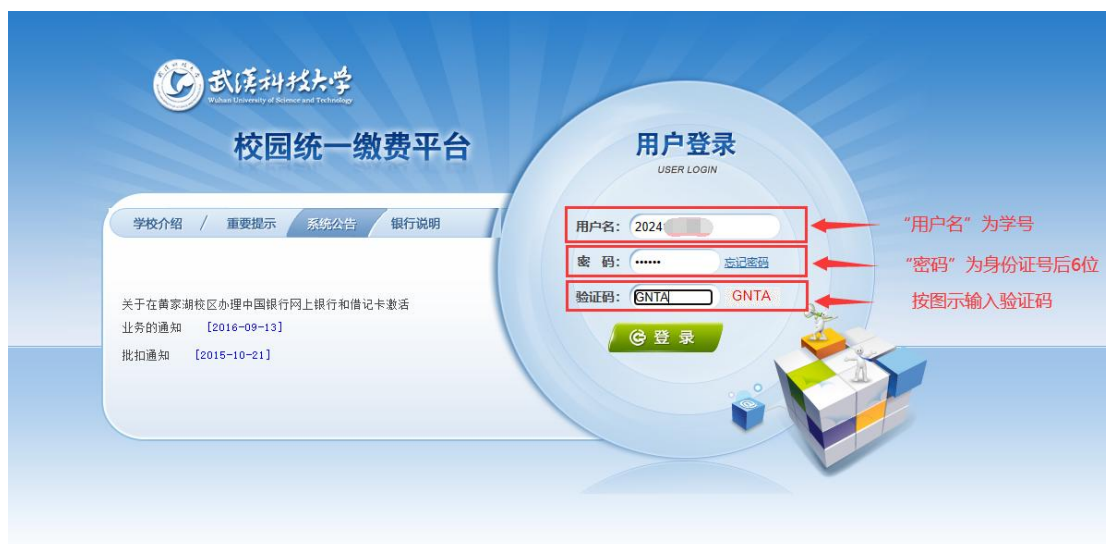 武汉科技大学
Wuhan University of Science and Technology
校园统一缴费平台
学校介绍 / 重要提示 系统公告 银行说明
关于在黄家湖校区办理中国银行网上银行和借记卡激活
业务的通知 [2016-09-13]
批扣通知 [2015-10-21]
用户登录
USER LOGIN
用户名: 2024
“用户名”为学号
密 码: ······ 忘记密码
“密码”为身份证号后6位
验证码: GNTA GNTA
按图示输入验证码
登录